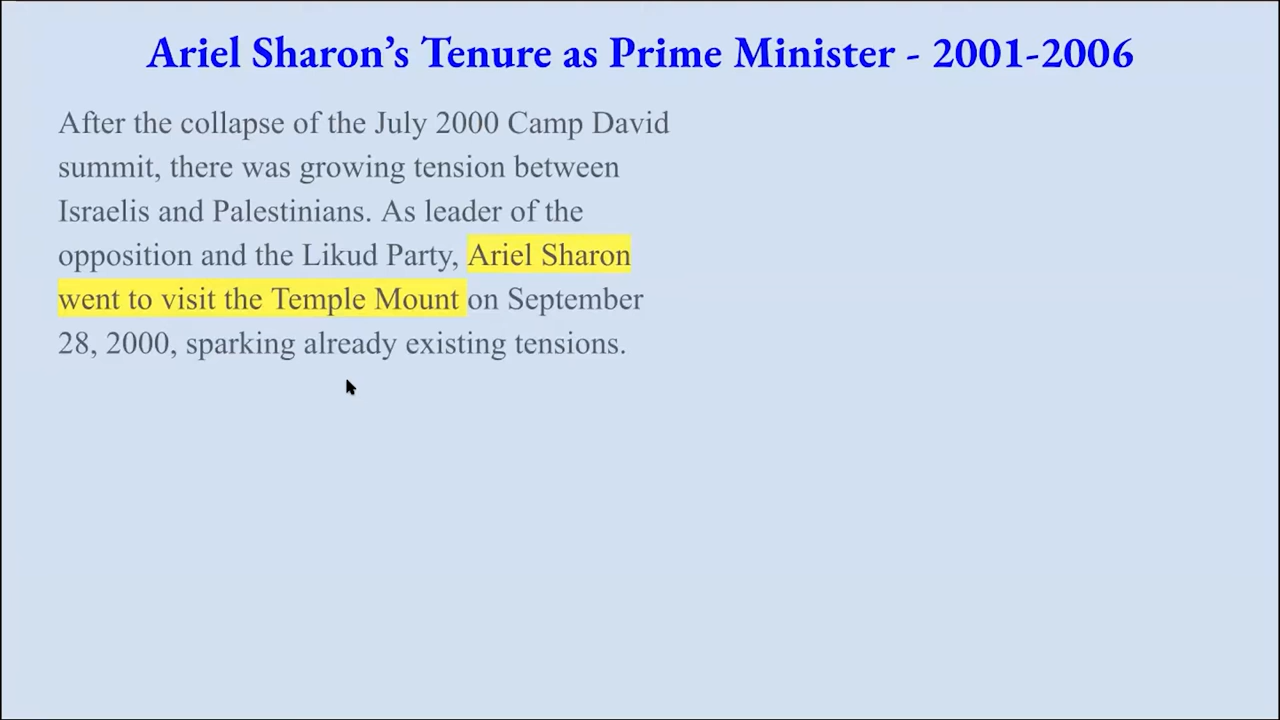 Ariel Sharon’s Tenure as Prime Minister - 2001-2006
After the collapse of the July 2000 Camp David
summit, there was growing tension between
Israelis and Palestinians. As leader of the
opposition and the Likud Party, Ariel Sharon
went to visit the Temple Mount on September
28, 2000, sparking already existing tensions.